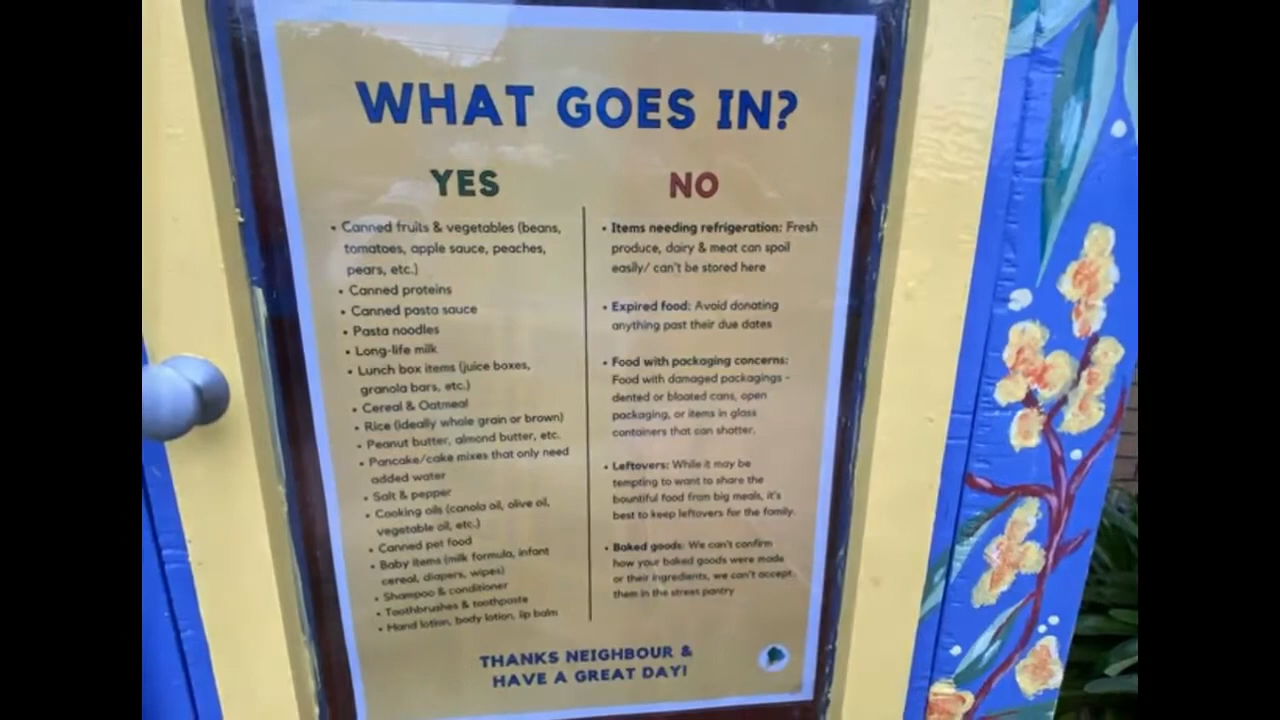 WHAT GOES IN?
YES
• Canned fruits & vegetables (beans,
tomatoes, apple sauce, peaches,
pears, etc.)
• Canned proteins
• Canned pasta sauce
• Pasta noodles
• Long-life milk
• Lunch box items (juice boxes,
granola bars, etc.)
• Cereal & Oatmeal
• Rice (ideally whole grain or brown)
• Peanut butter, almond butter, etc.
• Pancake/cake mixes that only need
added water
• Salt & pepper
• Cooking oils (canola oil, olive oil,
vegetable oil, etc.)
• Canned pet food
• Baby items (milk formula, infant
cereal, diapers, wipes)
• Shampoo & conditioner
• Toothbrushes & toothpaste
• Hand lotion, body lotion, lip balm
NO
• Items needing refrigeration: Fresh
produce, dairy & meat can spoil
easily/ can't be stored here
• Expired food: Avoid donating
anything past their due dates
• Food with packaging concerns:
Food with damaged packagings -
dented or bloated cans, open
packaging, or items in glass
containers that can shatter.
• Leftovers: While it may be
tempting to want to share the
bountiful food from big meals, it's
best to keep leftovers for the family.
• Baked goods: We can't confirm
how your baked goods were made
or their ingredients, we can't accept
them in the street pantry
THANKS NEIGHBOUR &
HAVE A GREAT DAY!